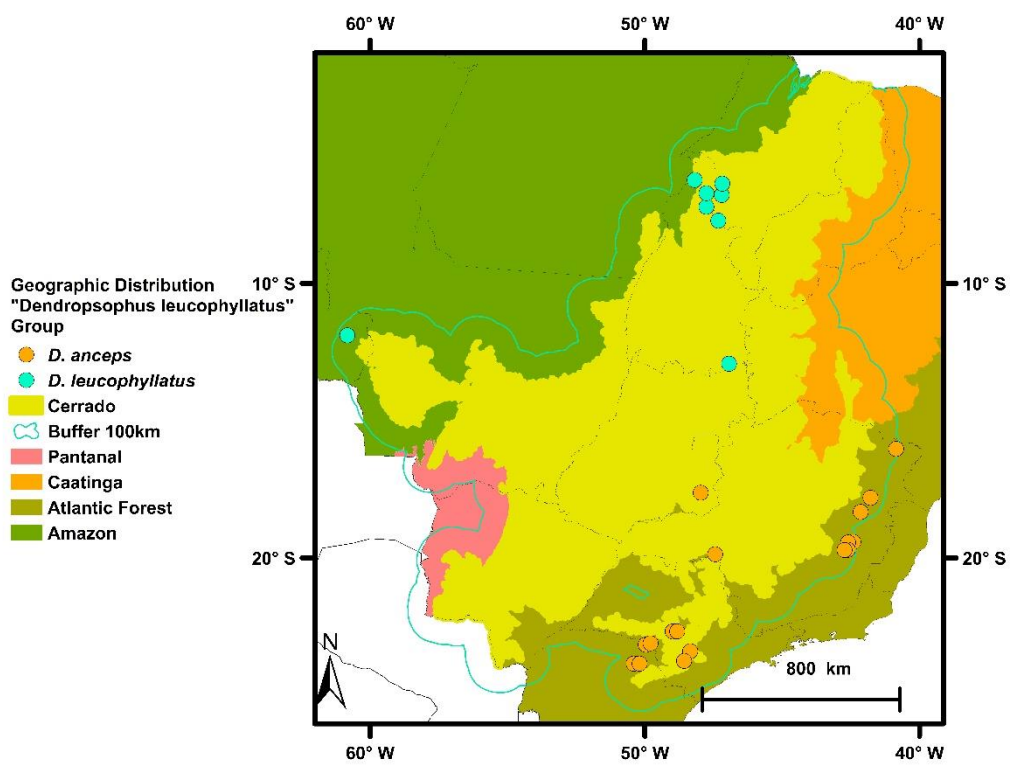 60° W 50° W 40° W
10° S 10° S
Geographic Distribution
"Dendropsophus leucophyllatus"
Group
D. anceps
D. leucophyllatus
Cerrado
Buffer 100km
Pantanal
Caatinga
Atlantic Forest
Amazon
20° S 20° S
N
800 km
60° W 50° W 40° W